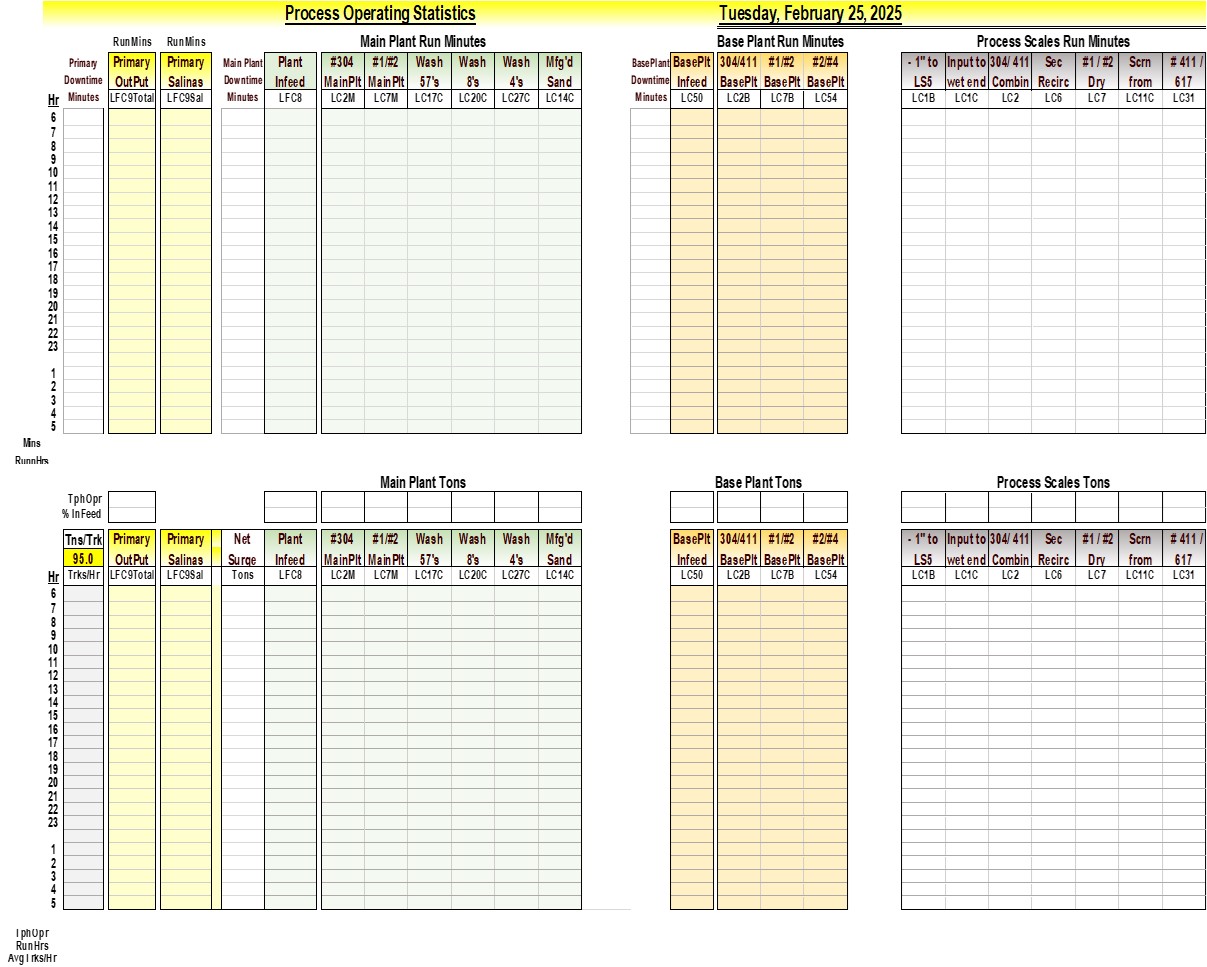 Process Operating Statistics Tuesday, February 25, 2025
RunMins RunMins Main Plant Run Minutes Base Plant Run Minutes Process Scales Run Minutes
Primary Primary Primary Main Plant Plant #304 #1/#2 Wash Wash Wash Mfg'd BasePlant BasePlt 304/411 #1/#2 #2/#4 - 1" to Input to 304/ 411 Sec #1 / #2 Scrn # 411 /
Downtime OutPut Salinas Downtime Infeed MainPlt MainPlt 57's 8's 4's Sand Downtime Infeed BasePlt BasePlt BasePlt LS5 wet end Combin Recirc Dry from 617
Hr Minutes LFC9Total LFC9Sal Minutes LFC8 LC2M LC7M LC17C LC20C LC27C LC14C Minutes LC50 LC2B LC7B LC54 LC1B LC1C LC2 LC6 LC7 LC11C LC31
6
7
8
9
10
11
12
13
14
15
16
17
18
19
20
21
22
23
1
2
3
4
5
Mins
RunnHrs
Main Plant Tons Base Plant Tons Process Scales Tons
TphOpr
% InFeed
Tns/Trk Primary Primary Net Plant #304 #1/#2 Wash Wash Wash Mfg'd BasePlt 304/411 #1/#2 #2/#4 - 1" to Input to 304/ 411 Sec #1 / #2 Scrn # 411 /
95.0 OutPut Salinas Surge Infeed MainPlt MainPlt 57's 8's 4's Sand Infeed BasePlt BasePlt BasePlt LS5 wet end Combin Recirc Dry from 617
Hr Trks/Hr LFC9Total LFC9Sal Tons LFC8 LC2M LC7M LC17C LC20C LC27C LC14C LC50 LC2B LC7B LC54 LC1B LC1C LC2 LC6 LC7 LC11C LC31
6
7
8
9
10
11
12
13
14
15
16
17
18
19
20
21
22
23
1
2
3
4
5
TphOpr
RunHrs
AvgTrks/Hr